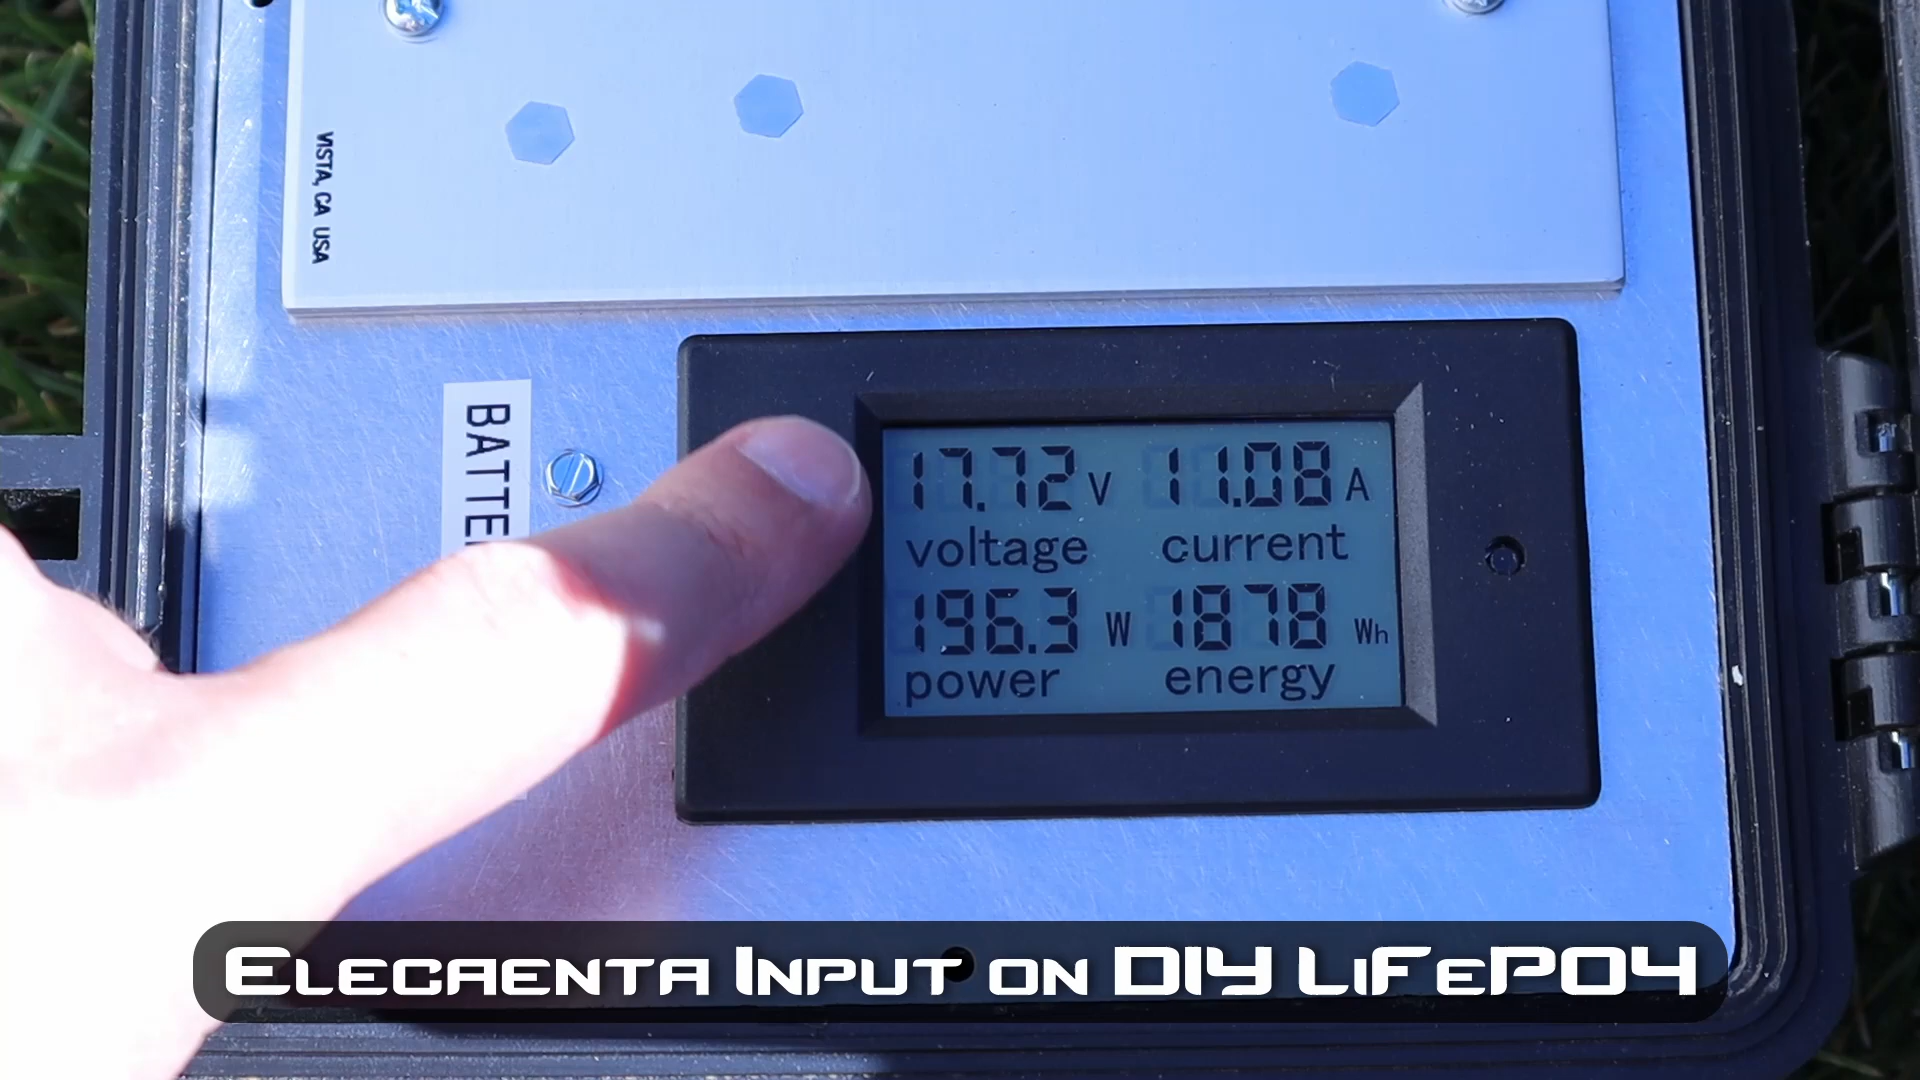 VISTA, CA USA
17.72 V 11.08 A
voltage current
196.3 W 1878 Wh
power energy
Elecaenta Input on DIY LiFePO4